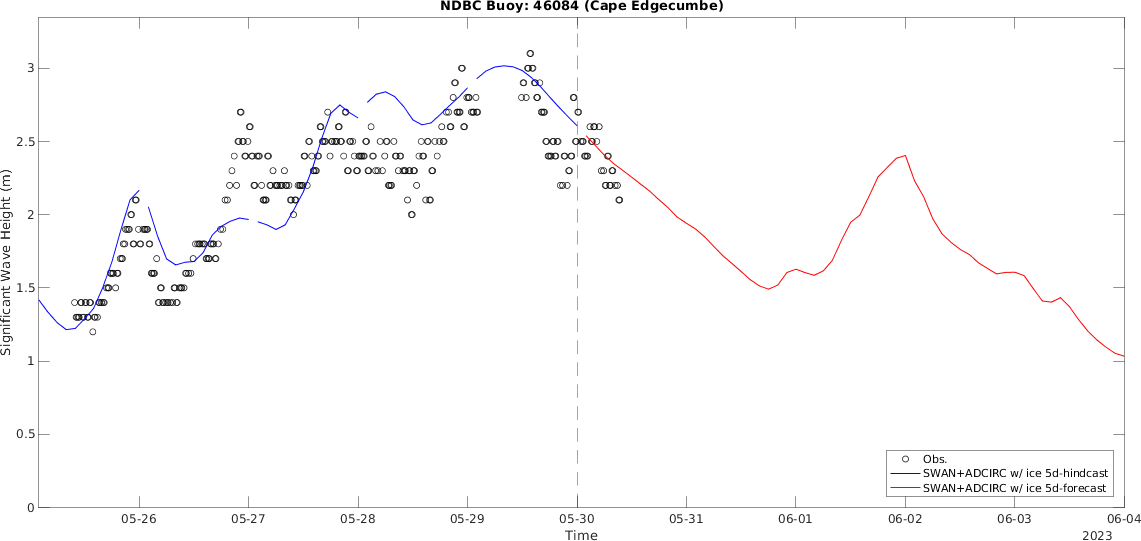 NDBC Buoy: 46084 (Cape Edgecumbe)
Significant Wave Height (m)
3
2.5
2
1.5
1
0.5
0
Obs.
SWAN+ADCIRC w/ ice 5d-hindcast
SWAN+ADCIRC w/ ice 5d-forecast
05-26 05-27 05-28 05-29 05-30 05-31 06-01 06-02 06-03 06-04
Time
2023